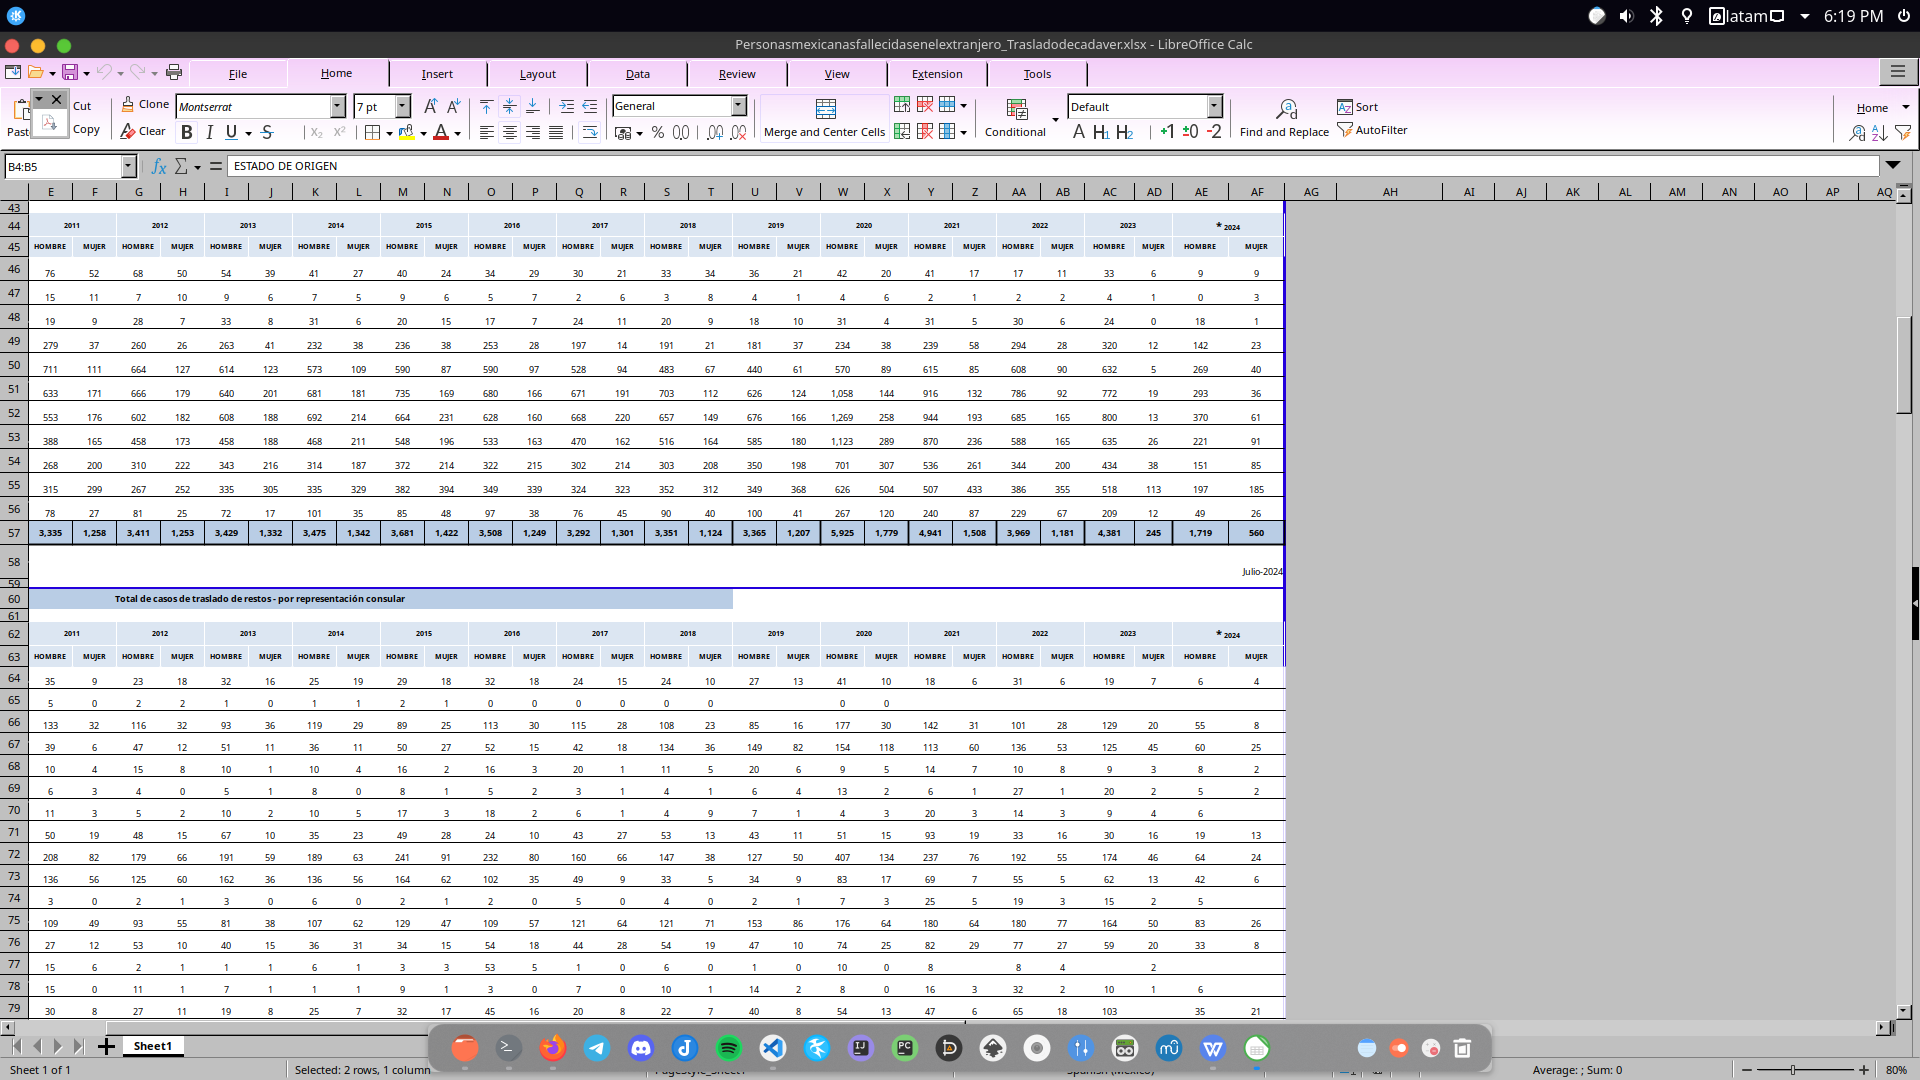 latam 6:19 PM
Personasmexicanasfallecidasenelextranjero_Trasladodecadaver.xlsx - LibreOffice Calc
File Home Insert Layout Data Review View Extension Tools
Cut Clone Montserrat 7 pt General Default Sort Home
Copy Clear Merge and Center Cells Conditional Find and Replace AutoFilter
B4:B5 ESTADO DE ORIGEN
E F G H I J K L M N O P Q R S T U V W X Y Z AA AB AC AD AE AF AG AH AI AJ AK AL AM AN AO AP AQ
43
44 2011 2012 2013 2014 2015 2016 2017 2018 2019 2020 2021 2022 2023 * 2024
45 HOMBRE MUJER HOMBRE MUJER HOMBRE MUJER HOMBRE MUJER HOMBRE MUJER HOMBRE MUJER HOMBRE MUJER HOMBRE MUJER HOMBRE MUJER HOMBRE MUJER HOMBRE MUJER HOMBRE MUJER HOMBRE MUJER HOMBRE MUJER
46 76 52 68 50 54 39 41 27 40 24 34 29 30 21 33 34 36 21 42 20 41 17 17 11 33 6 9 9
47 15 11 7 10 9 6 7 5 9 6 5 7 2 6 3 8 4 1 4 6 2 1 2 2 4 1 0 3
48 19 9 28 7 33 8 31 6 20 15 17 7 24 11 20 9 18 10 31 4 31 5 30 6 24 0 18 1
49 279 37 260 26 263 41 232 38 236 38 253 28 197 14 191 21 181 37 234 38 239 58 294 28 320 12 142 23
50 711 111 664 127 614 123 573 109 590 87 590 97 528 94 483 67 440 61 570 89 615 85 608 90 632 5 269 40
51 633 171 666 179 640 201 681 181 735 169 680 166 671 191 703 112 626 124 1,058 144 916 132 786 92 772 19 293 36
52 553 176 602 182 608 188 692 214 664 231 628 160 668 220 657 149 676 166 1,269 258 944 193 685 165 800 13 370 61
53 388 165 458 173 458 188 468 211 548 196 533 163 470 162 516 164 585 180 1,123 289 870 236 588 165 635 26 221 91
54 268 200 310 222 343 216 314 187 372 214 322 215 302 214 303 208 350 198 701 307 536 261 344 200 434 38 151 85
55 315 299 267 252 335 305 335 329 382 394 349 339 324 323 352 312 349 368 626 504 507 433 386 355 518 113 197 185
56 78 27 81 25 72 17 101 35 85 48 97 38 76 45 90 40 100 41 267 120 240 87 229 67 209 12 49 26
57 3,335 1,258 3,411 1,253 3,429 1,332 3,475 1,342 3,681 1,422 3,508 1,249 3,292 1,301 3,351 1,124 3,365 1,207 5,925 1,779 4,941 1,508 3,969 1,181 4,381 245 1,719 560
58 Julio-2024
59
60 Total de casos de traslado de restos - por representación consular
61
62 2011 2012 2013 2014 2015 2016 2017 2018 2019 2020 2021 2022 2023 * 2024
63 HOMBRE MUJER HOMBRE MUJER HOMBRE MUJER HOMBRE MUJER HOMBRE MUJER HOMBRE MUJER HOMBRE MUJER HOMBRE MUJER HOMBRE MUJER HOMBRE MUJER HOMBRE MUJER HOMBRE MUJER HOMBRE MUJER HOMBRE MUJER
64 35 9 23 18 32 16 25 19 29 18 32 18 24 15 24 10 27 13 41 10 18 6 31 6 19 7 6 4
65 5 0 2 2 1 0 1 1 2 1 0 0 0 0 0 0 0 0
66 133 32 116 32 93 36 119 29 89 25 113 30 115 28 108 23 85 16 177 30 142 31 101 28 129 20 55 8
67 39 6 47 12 51 11 36 11 50 27 52 15 42 18 134 36 149 82 154 118 113 60 136 53 125 45 60 25
68 10 4 15 8 10 1 10 4 16 2 16 3 20 1 11 5 20 6 9 5 14 7 10 8 9 3 8 2
69 6 3 4 0 5 1 8 0 8 1 5 2 3 1 4 1 6 4 13 2 6 1 27 1 20 2 5 2
70 11 3 5 2 10 2 10 5 17 3 18 2 6 1 4 9 7 1 4 3 20 3 14 3 9 4 6
71 50 19 48 15 67 10 35 23 49 28 24 10 43 27 53 13 43 11 51 15 93 19 33 16 30 16 19 13
72 208 82 179 66 191 59 189 63 241 91 232 80 160 66 147 38 127 50 407 134 237 76 192 55 174 46 64 24
73 136 56 125 60 162 36 136 56 164 62 102 35 49 9 33 5 34 9 83 17 69 7 55 5 62 13 42 6
74 3 0 2 1 3 0 6 0 2 1 2 0 5 0 4 0 2 1 7 3 25 5 19 3 15 2 5
75 109 49 93 55 81 38 107 62 129 47 109 57 121 64 121 71 153 86 176 64 180 64 180 77 164 50 83 26
76 27 12 53 10 40 15 36 31 34 15 54 18 44 28 54 19 47 10 74 25 82 29 77 27 59 20 33 8
77 15 6 2 1 1 1 6 1 3 3 53 5 1 0 6 0 1 0 10 0 8 8 4 2
78 15 0 11 1 7 1 1 1 9 1 3 0 7 0 10 1 14 2 8 0 16 3 32 2 10 1 6
79 30 8 27 11 19 8 25 7 32 17 45 16 20 8 22 7 40 8 54 13 47 6 65 18 103 35 21
Sheet1
Sheet 1 of 1 Selected: 2 rows, 1 column Average: ; Sum: 0 80%